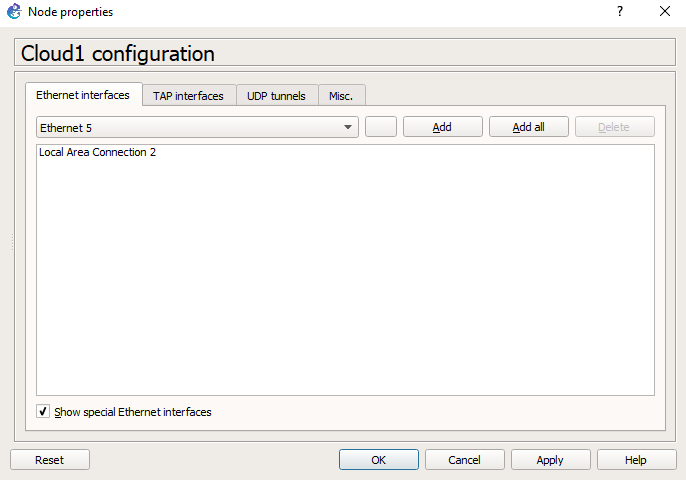 Node properties
?
Cloud1 configuration
Ethernet interfaces
TAP interfaces
UDP tunnels
Misc.
Ethernet 5
Add
Add all
Delete
Local Area Connection 2
Show special Ethernet interfaces
Reset
OK
Cancel
Apply
Help